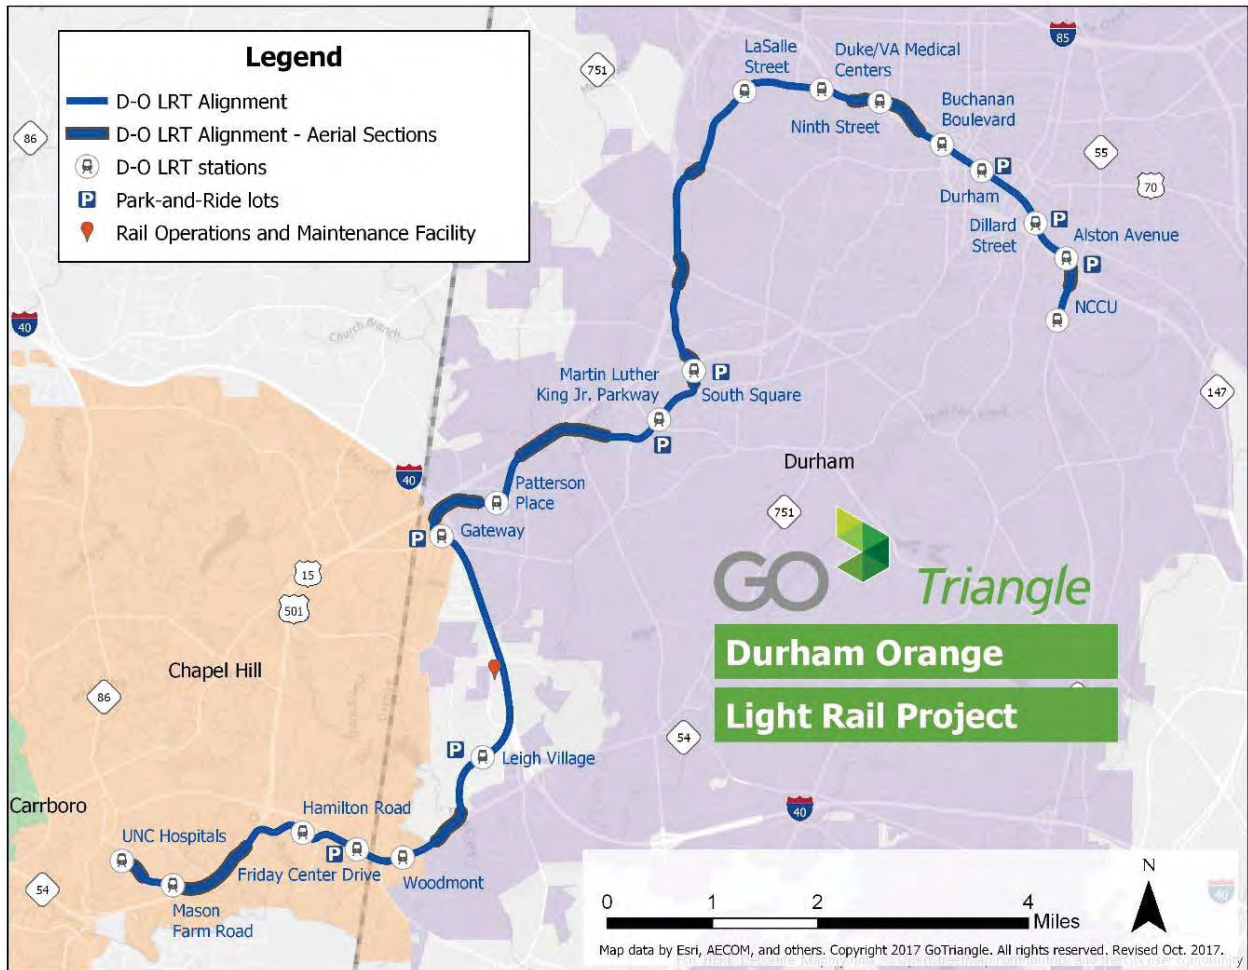 Legend
D-O LRT Alignment
D-O LRT Alignment - Aerial Sections
D-O LRT stations
P
Park-and-Ride lots
Rail Operations and Maintenance Facility
85
751
LaSalle
Street
Duke/VA Medical
Centers
Ninth Street
Buchanan
Boulevard
86
55
70
P
Durham
Dillard
Street
P
Alston Avenue
P
NCCU
40
Church Branch
147
Martin Luther
King Jr. Parkway
P
South Square
P
Durham
40
Patterson
Place
751
P
Gateway
GO
Triangle
15
501
Durham Orange
Light Rail Project
Chapel Hill
86
54
P
Leigh Village
Carrboro
Hamilton Road
40
UNC Hospitals
P
Friday Center Drive
Woodmont
54
Mason
Farm Road
N
40
0
1
2
4
Miles
Map data by Esri, AECOM, and others. Copyright 2017 GoTriangle. All rights reserved. Revised Oct. 2017.